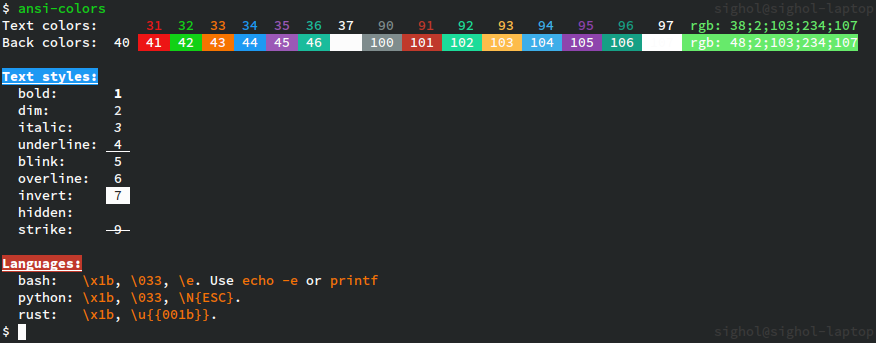 $ ansi-colors sighol@sighol-laptop
Text colors: 31 32 33 34 35 36 37 90 91 92 93 94 95 96 97 rgb: 38;2;103;234;107
Back colors: 40 41 42 43 44 45 46 100 101 102 103 104 105 106 rgb: 48;2;103;234;107
Text styles:
bold: 1
dim: 2
italic: 3
underline: 4
blink: 5
overline: 6
invert: 7
hidden:
strike: 9
Languages:
bash: \x1b, \033, \e. Use echo -e or printf
python: \x1b, \033, \N{ESC}.
rust: \x1b, \u{{001b}}.
$ sighol@sighol-laptop